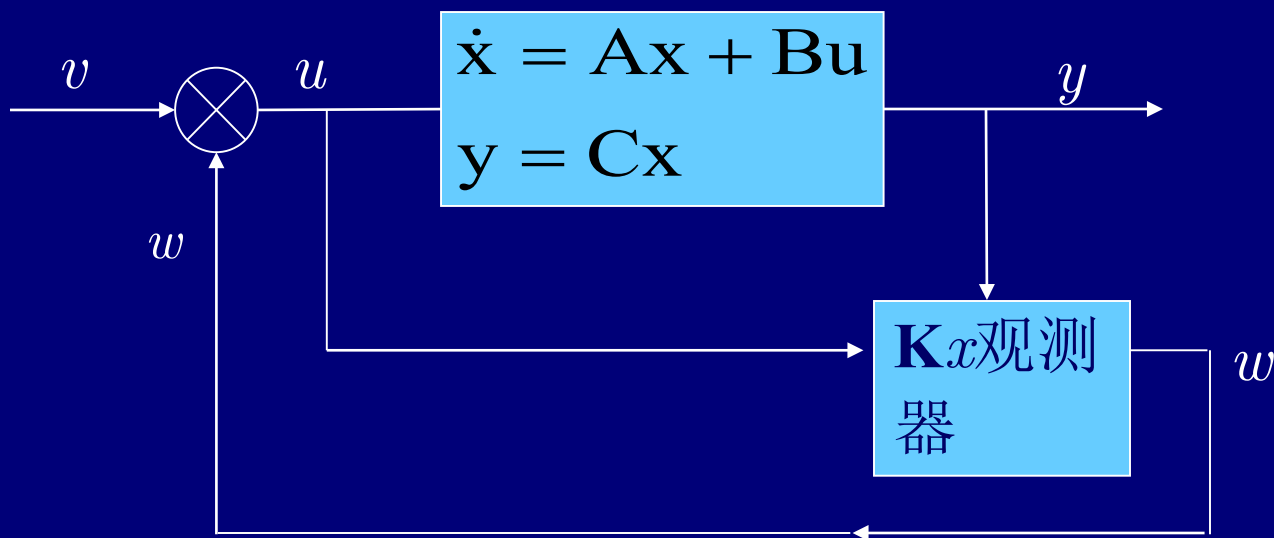 v
u
ẋ = Ax + Bu
y = Cx
y
w
Kx观测
器
w